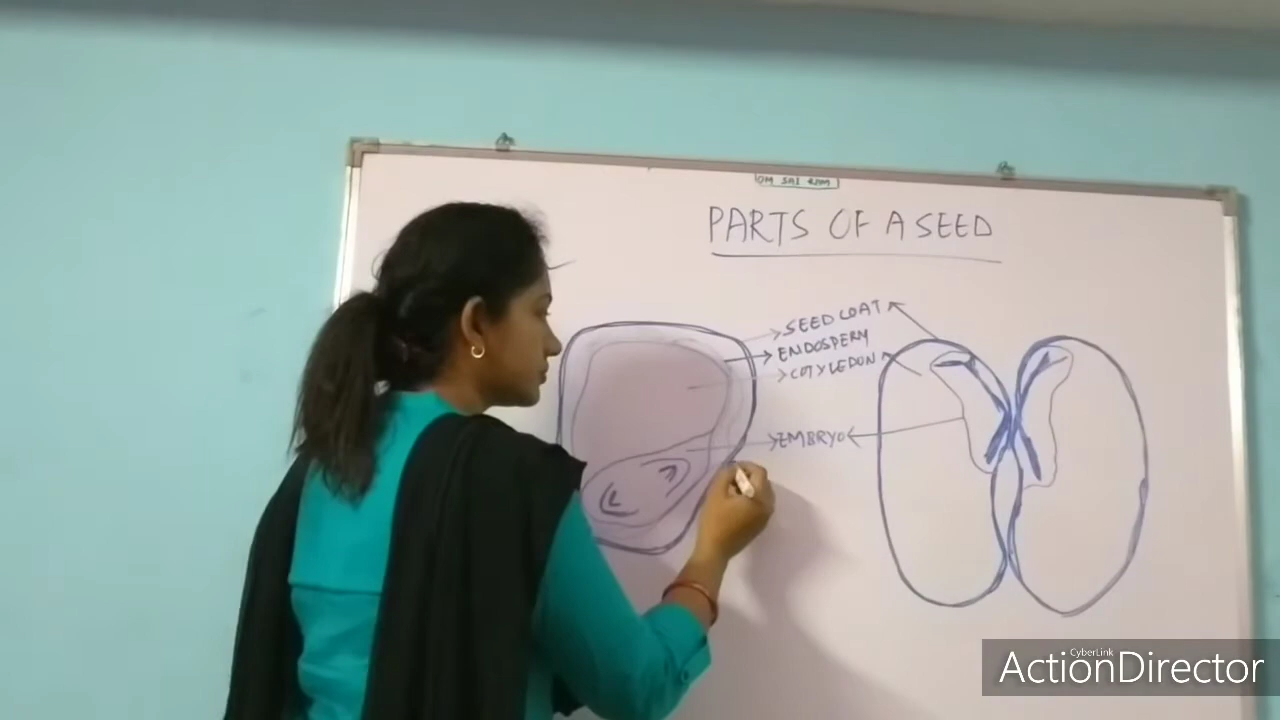 OM SAI RAM
PARTS OF A SEED
SEED COAT
ENDOSPERM
COTYLEDON
EMBRYO
CyberLink
ActionDirector